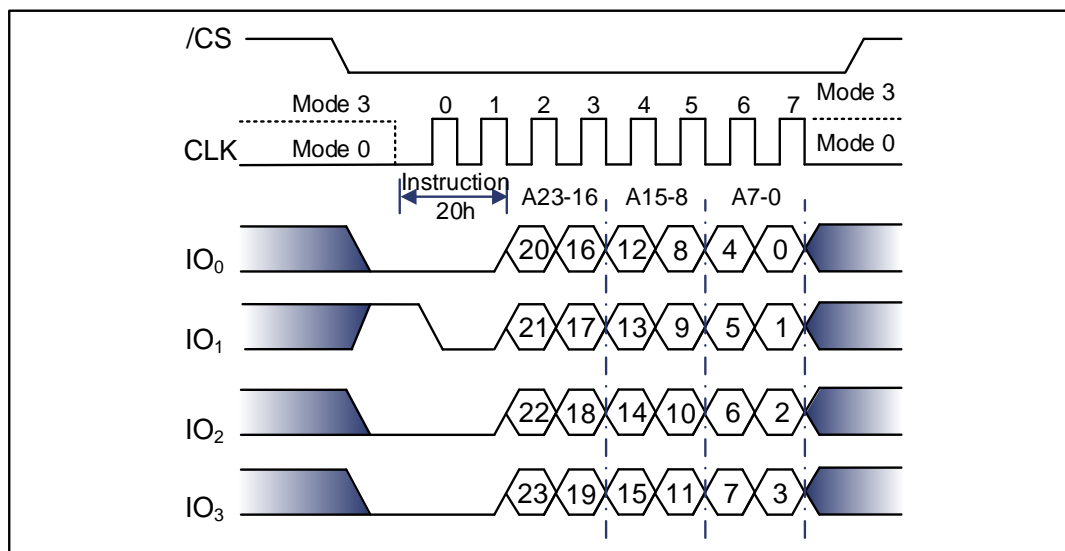 /CS
Mode 3 0 1 2 3 4 5 6 7 Mode 3
CLK Mode 0 Mode 0
Instruction A23-16 A15-8 A7-0
20h
IO0 20 16 12 8 4 0
IO1 21 17 13 9 5 1
IO2 22 18 14 10 6 2
IO3 23 19 15 11 7 3